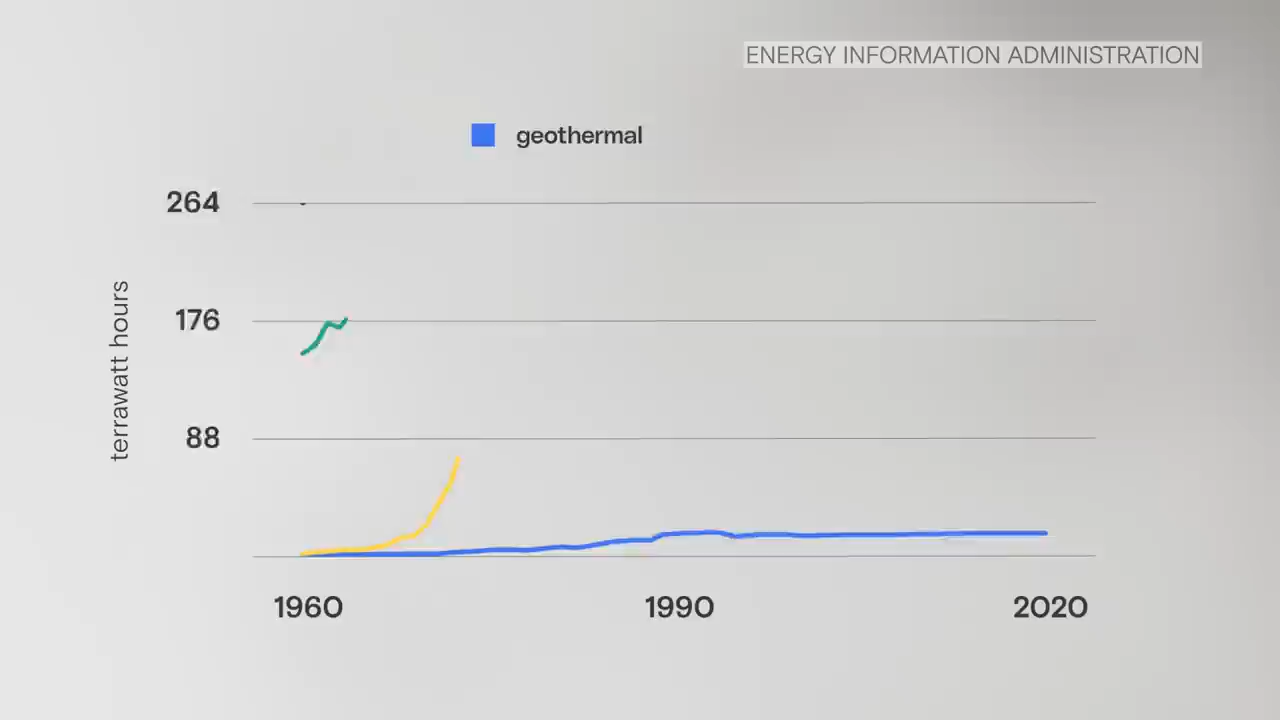 ENERGY INFORMATION ADMINISTRATION
geothermal
264
176
88
terrawatt hours
1960 1990 2020